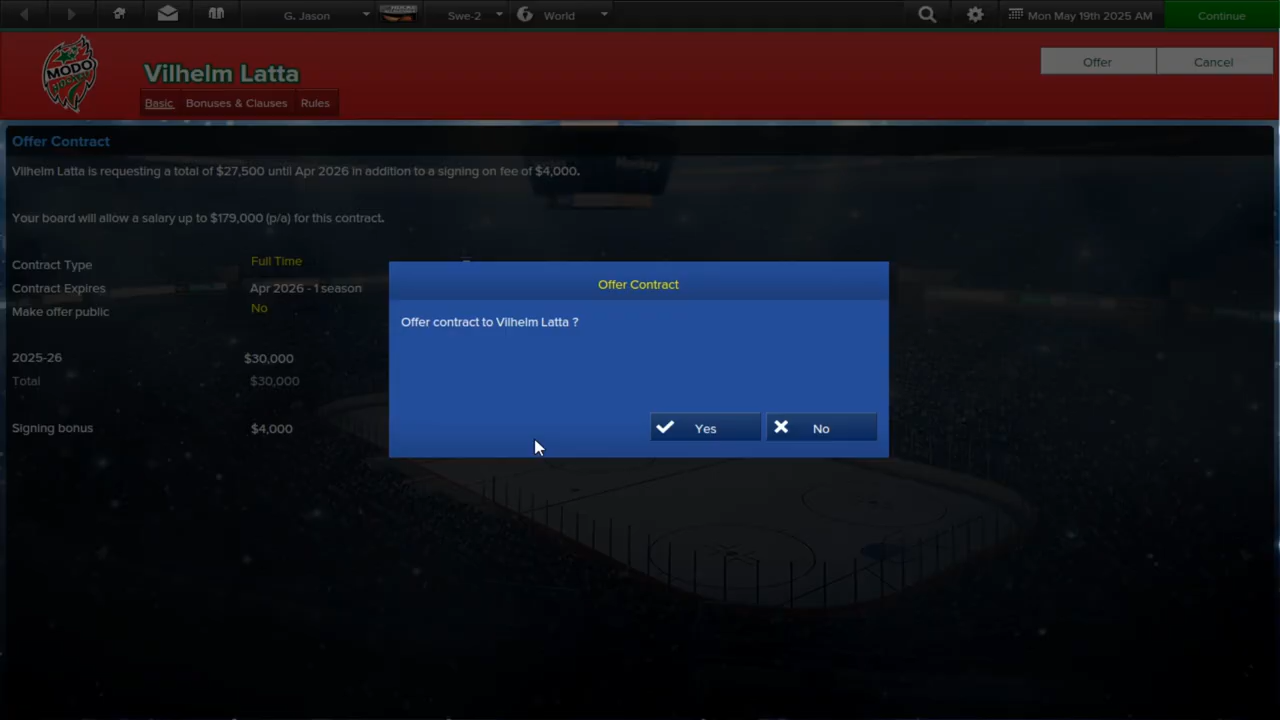 G. Jason
Swe-2
World
Mon May 19th 2025 AM
Continue
MODO
HOCKEY
Vilhelm Latta
Offer
Cancel
Basic
Bonuses & Clauses
Rules
Offer Contract
Vilhelm Latta is requesting a total of $27,500 until Apr 2026 in addition to a signing on fee of $4,000.
Your board will allow a salary up to $179,000 (p/a) for this contract.
Contract Type
Full Time
Contract Expires
Apr 2026 - 1 season
Make offer public
No
2025-26
$30,000
Total
$30,000
Signing bonus
$4,000
Offer Contract
Offer contract to Vilhelm Latta ?
Yes
No